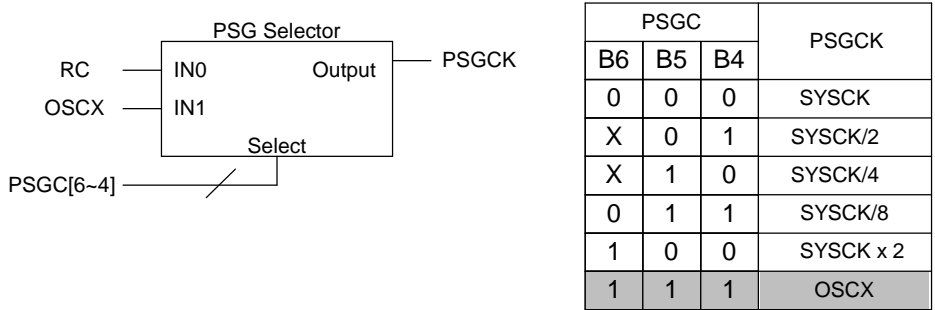 PSG Selector
RC IN0 Output PSGCK
OSCX IN1
Select
PSGC[6~4]
PSGC PSGCK
B6 B5 B4
0 0 0 SYSCK
X 0 1 SYSCK/2
X 1 0 SYSCK/4
0 1 1 SYSCK/8
1 0 0 SYSCK x 2
1 1 1 OSCX